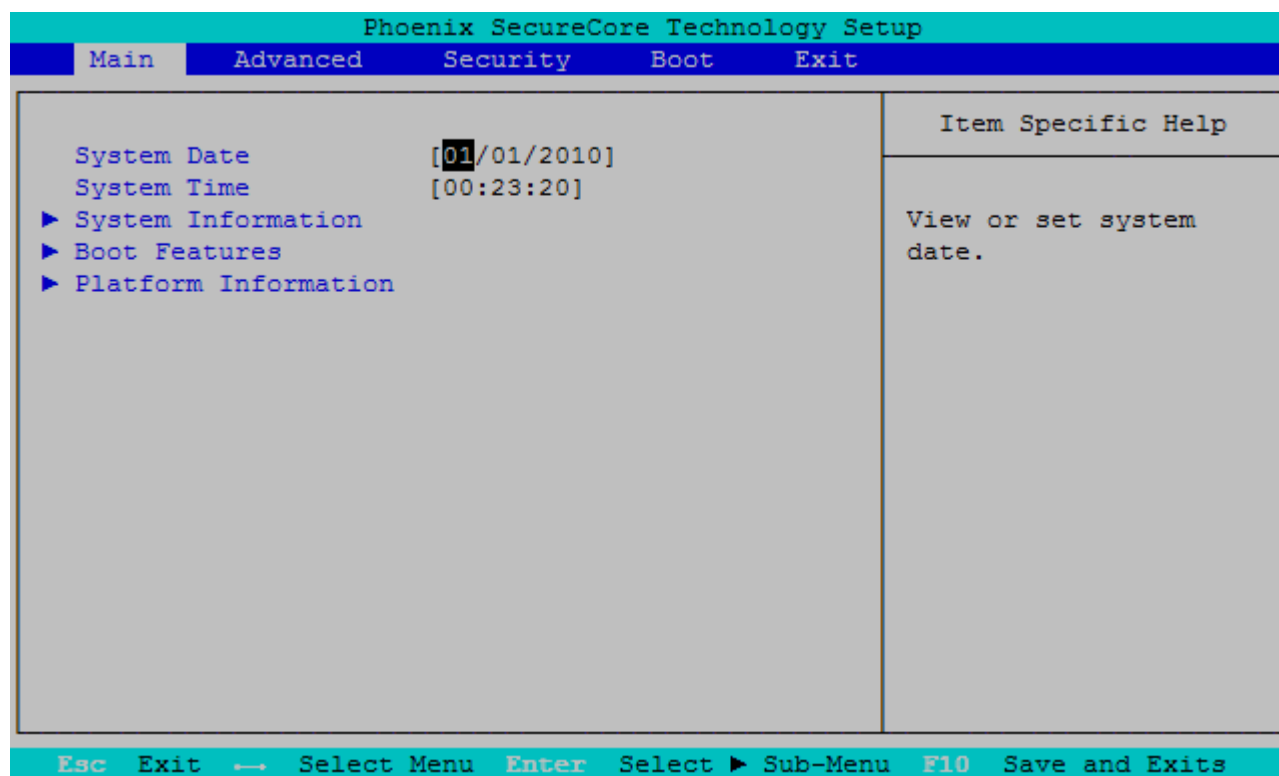 Phoenix SecureCore Technology Setup
Main Advanced Security Boot Exit
Item Specific Help
System Date [01/01/2010]
System Time [00:23:20]
► System Information
► Boot Features
► Platform Information
View or set system
date.
Esc Exit ↔ Select Menu Enter Select ► Sub-Menu F10 Save and Exits